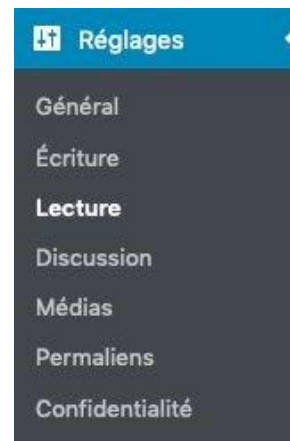 Réglages
Général
Écriture
Lecture
Discussion
Médias
Permaliens
Confidentialité